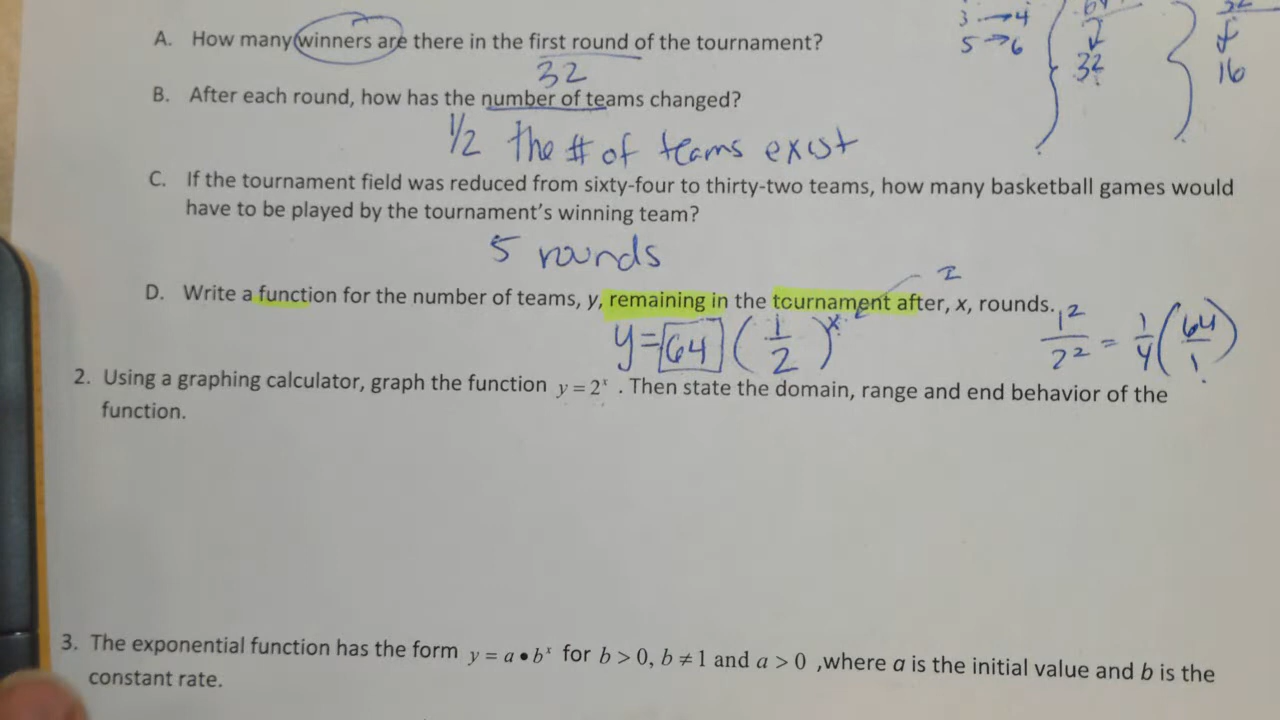 3 → 4
5 → 6
64
2
32
16
A. How many winners are there in the first round of the tournament?
32
B. After each round, how has the number of teams changed?
1/2 the # of teams exist
C. If the tournament field was reduced from sixty-four to thirty-two teams, how many basketball games would
have to be played by the tournament's winning team?
5 rounds
2
D. Write a function for the number of teams, y, remaining in the tournament after, x, rounds.
y = 64 (1/2)^x
1^2/2^2 = 1/4 (64/1)
2. Using a graphing calculator, graph the function y = 2^x . Then state the domain, range and end behavior of the
function.
3. The exponential function has the form y = a • b^x for b > 0, b ≠ 1 and a > 0 ,where a is the initial value and b is the
constant rate.